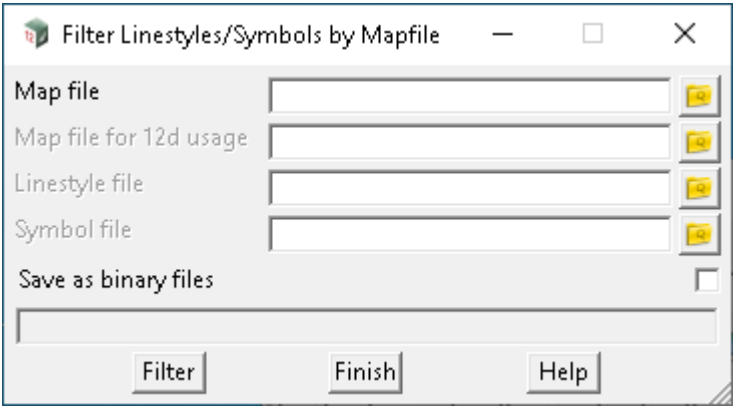 Filter Linestyles/Symbols by Mapfile
Map file
Map file for 12d usage
Linestyle file
Symbol file
Save as binary files
Filter Finish Help